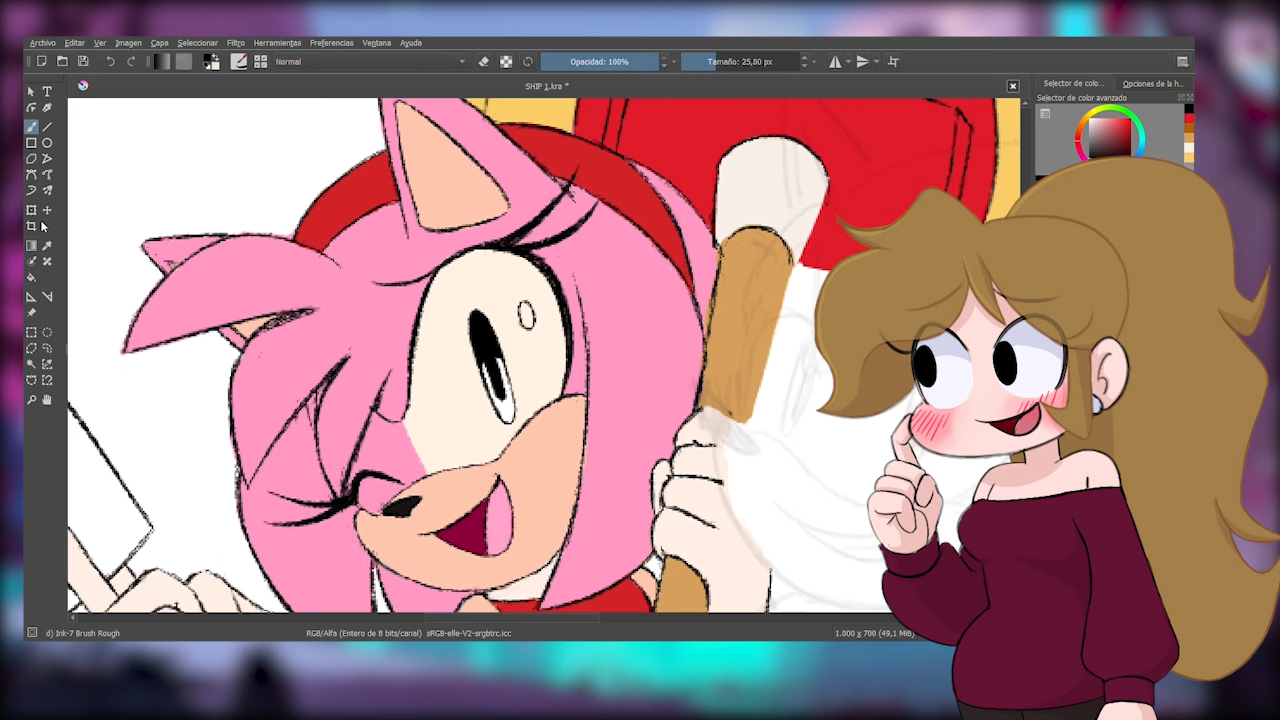 Archivo Editar Ver Imagen Capa Seleccionar Filtro Herramientas Preferencias Ventana Ayuda
Normal Opacidad: 100% Tamaño: 25,00 px
SHIP 1.kra *
Selector de colo... Opciones de la h...
Selector de color avanzado
d) Ink-7 Brush Rough RGB/Alfa (Entero de 8 bits/canal) sRGB-elle-V2-srgbtrc.icc 1.000 x 700 (49,1 MiB)